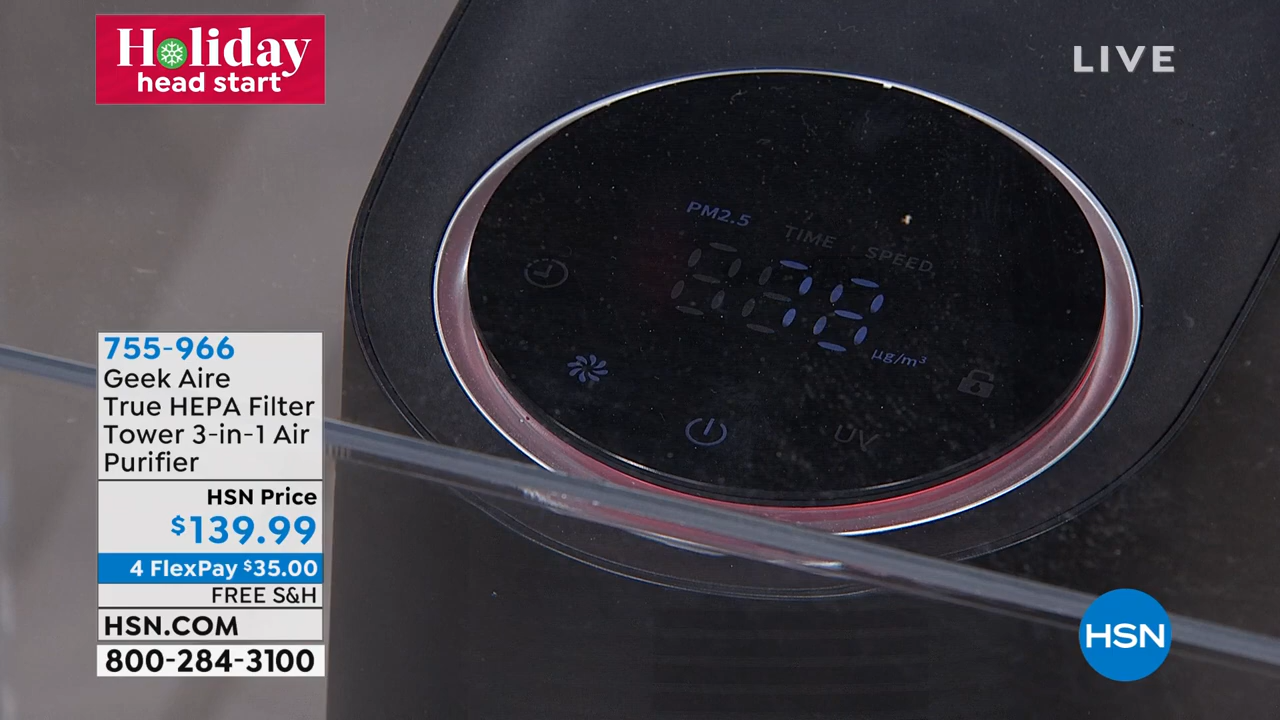 Holiday
head start
LIVE
PM2.5
TIME
SPEED
µg/m³
UV
755-966
Geek Aire
True HEPA Filter
Tower 3-in-1 Air
Purifier
HSN Price
$139.99
4 FlexPay $35.00
FREE S&H
HSN.COM
800-284-3100
HSN